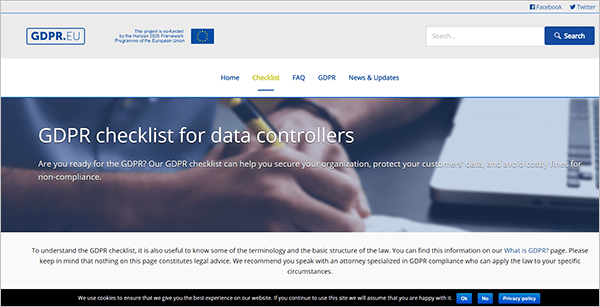 Facebook Twitter
GDPR.EU
This project is co-funded
by the Horizon 2020 Framework
Programme of the European Union
Search...
Search
Home Checklist FAQ GDPR News & Updates
GDPR checklist for data controllers
Are you ready for the GDPR? Our GDPR checklist can help you secure your organization, protect your customers' data, and avoid costly fines for
non-compliance.
To understand the GDPR checklist, it is also useful to know some of the terminology and the basic structure of the law. You can find this information on our What is GDPR? page. Please
keep in mind that nothing on this page constitutes legal advice. We recommend you speak with an attorney specialized in GDPR compliance who can apply the law to your specific
circumstances.
We use cookies to ensure that we give you the best experience on our website. If you continue to use this site we will assume that you are happy with it. Ok No Privacy policy